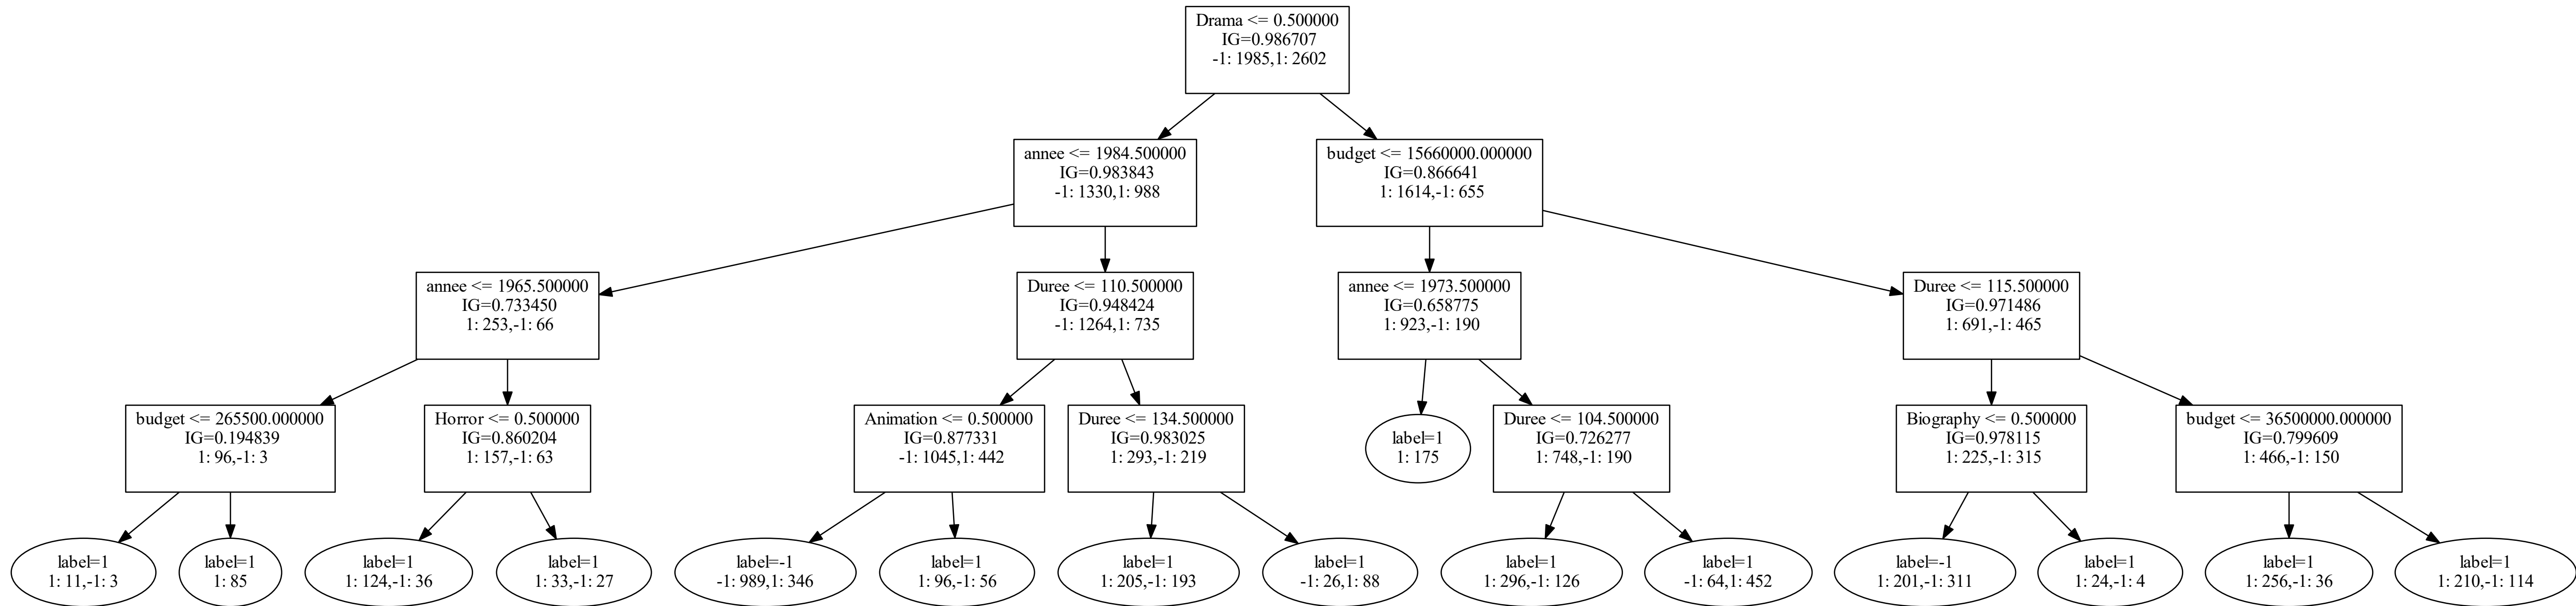 Drama <= 0.500000
IG=0.986707
-1: 1985,1: 2602
annee <= 1984.500000
IG=0.983843
-1: 1330,1: 988
budget <= 15660000.000000
IG=0.866641
1: 1614,-1: 655
annee <= 1965.500000
IG=0.733450
1: 253,-1: 66
Duree <= 110.500000
IG=0.948424
-1: 1264,1: 735
annee <= 1973.500000
IG=0.658775
1: 923,-1: 190
Duree <= 115.500000
IG=0.971486
1: 691,-1: 465
budget <= 265500.000000
IG=0.194839
1: 96,-1: 3
Horror <= 0.500000
IG=0.860204
1: 157,-1: 63
Animation <= 0.500000
IG=0.877331
-1: 1045,1: 442
Duree <= 134.500000
IG=0.983025
1: 293,-1: 219
label=1
1: 175
Duree <= 104.500000
IG=0.726277
1: 748,-1: 190
Biography <= 0.500000
IG=0.978115
1: 225,-1: 315
budget <= 36500000.000000
IG=0.799609
1: 466,-1: 150
label=1
1: 11,-1: 3
label=1
1: 85
label=1
1: 124,-1: 36
label=1
1: 33,-1: 27
label=-1
-1: 989,1: 346
label=1
1: 96,-1: 56
label=1
1: 205,-1: 193
label=1
-1: 26,1: 88
label=1
1: 296,-1: 126
label=1
-1: 64,1: 452
label=-1
1: 201,-1: 311
label=1
1: 24,-1: 4
label=1
1: 256,-1: 36
label=1
1: 210,-1: 114